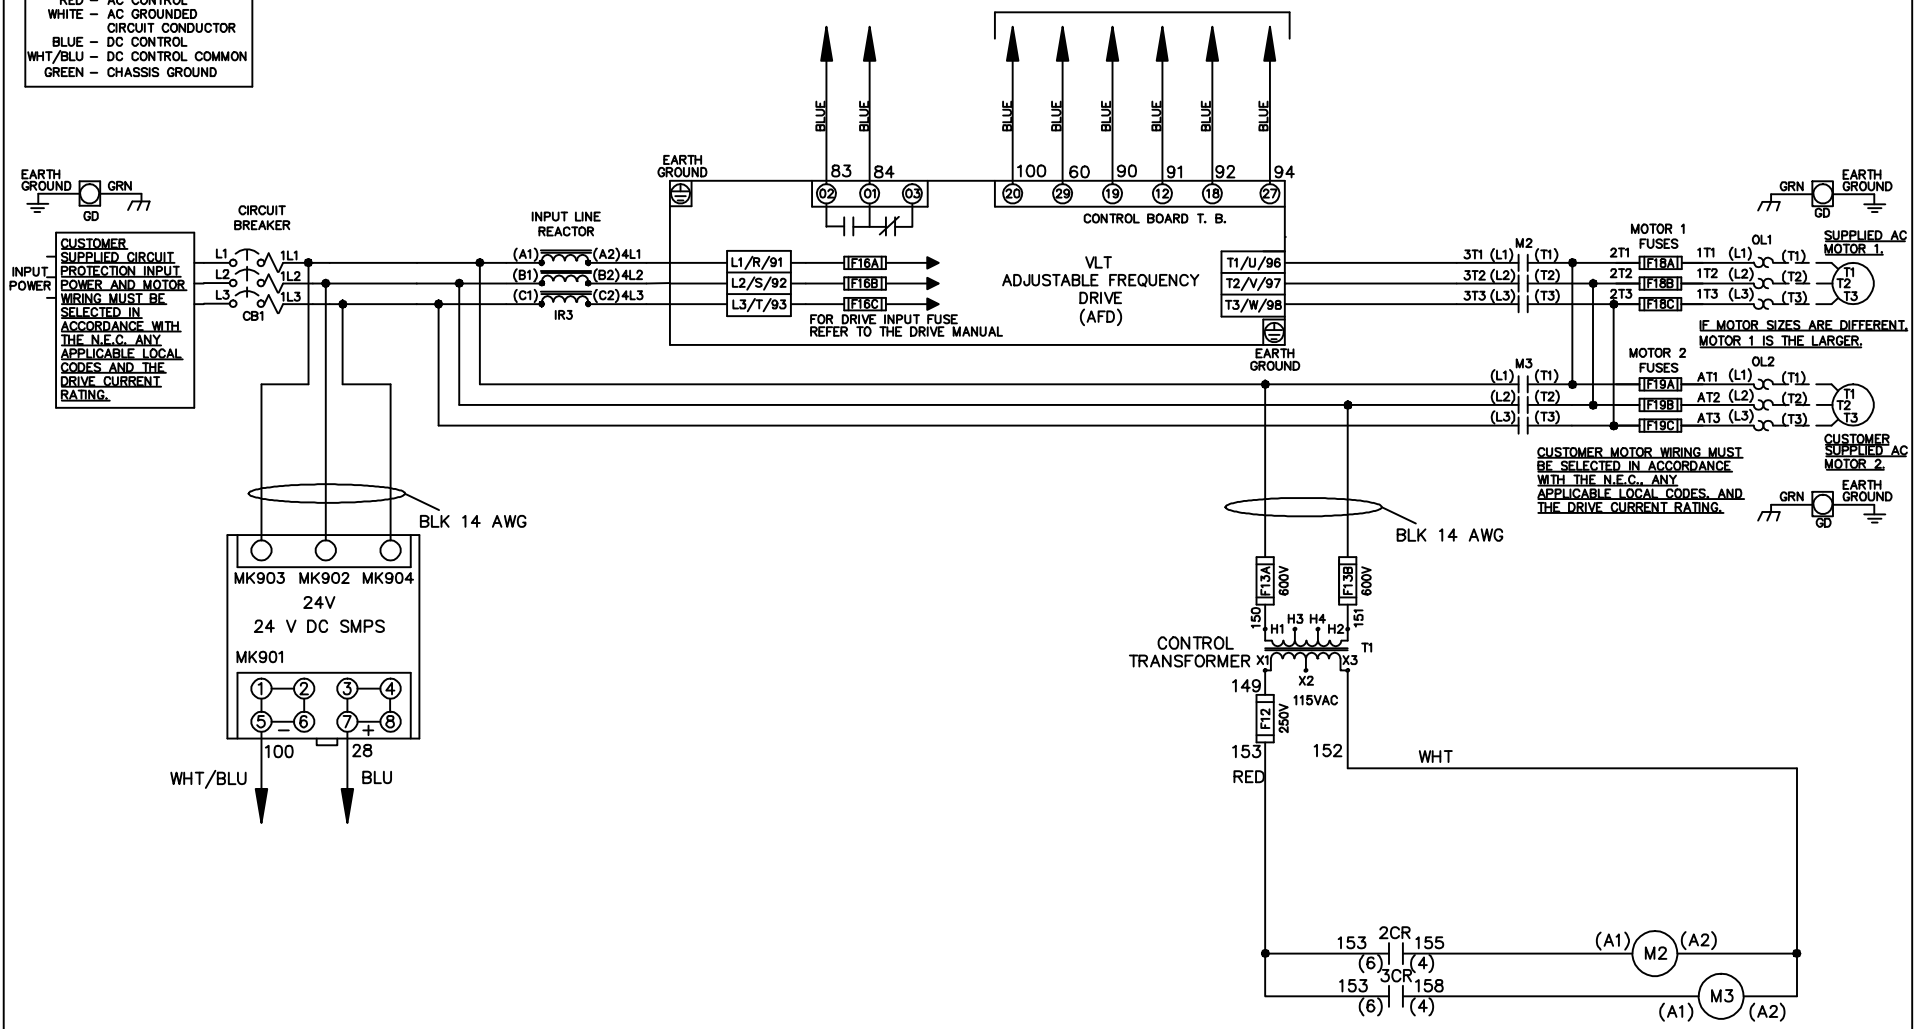 RED - AC CONTROL
WHITE - AC GROUNDED
CIRCUIT CONDUCTOR
BLUE - DC CONTROL
WHT/BLU - DC CONTROL COMMON
GREEN - CHASSIS GROUND
BLUE
BLUE
BLUE
BLUE
BLUE
BLUE
BLUE
BLUE
EARTH
GROUND
GRN
GD
EARTH
GROUND
83
84
02
01
03
100
60
90
91
92
94
20
29
19
12
18
27
CONTROL BOARD T. B.
GRN
EARTH
GROUND
GD
CIRCUIT
BREAKER
INPUT LINE
REACTOR
INPUT
POWER
CUSTOMER
SUPPLIED CIRCUIT
PROTECTION INPUT
POWER AND MOTOR
WIRING MUST BE
SELECTED IN
ACCORDANCE WITH
THE N.E.C. ANY
APPLICABLE LOCAL
CODES AND THE
DRIVE CURRENT
RATING.
L1
1L1
L2
1L2
L3
1L3
CB1
(A1)
(A2)
4L1
(B1)
(B2)
4L2
(C1)
(C2)
4L3
IR3
L1/R/91
L2/S/92
L3/T/93
F16A
F16B
F16C
FOR DRIVE INPUT FUSE
REFER TO THE DRIVE MANUAL
VLT
ADJUSTABLE FREQUENCY
DRIVE
(AFD)
T1/U/96
T2/V/97
T3/W/98
EARTH
GROUND
M2
3T1 (L1) (T1)
3T2 (L2) (T2)
3T3 (L3) (T3)
MOTOR 1
FUSES
2T1
F18A
1T1
2T2
F18B
1T2
2T3
F18C
1T3
OL1
(L1) (T1)
(L2) (T2)
(L3) (T3)
SUPPLIED AC
MOTOR 1.
T1
T2
T3
IF MOTOR SIZES ARE DIFFERENT,
MOTOR 1 IS THE LARGER.
M3
(L1) (T1)
(L2) (T2)
(L3) (T3)
MOTOR 2
FUSES
F19A
AT1
F19B
AT2
F19C
AT3
OL2
(L1) (T1)
(L2) (T2)
(L3) (T3)
T1
T2
T3
CUSTOMER
SUPPLIED AC
MOTOR 2.
CUSTOMER MOTOR WIRING MUST
BE SELECTED IN ACCORDANCE
WITH THE N.E.C., ANY
APPLICABLE LOCAL CODES, AND
THE DRIVE CURRENT RATING.
GRN
EARTH
GROUND
GD
BLK 14 AWG
BLK 14 AWG
MK903
MK902
MK904
24V
24 V DC SMPS
MK901
1
2
3
4
5
6
7
8
-
+
100
28
WHT/BLU
BLU
F13A
600V
F13B
600V
150
151
H1
H3
H4
H2
T1
CONTROL
TRANSFORMER
X1
X3
X2
115VAC
149
F12
250V
153
RED
152
WHT
153
2CR
155
(6)
(4)
(A1)
M2
(A2)
153
3CR
158
(6)
(4)
(A1)
M3
(A2)